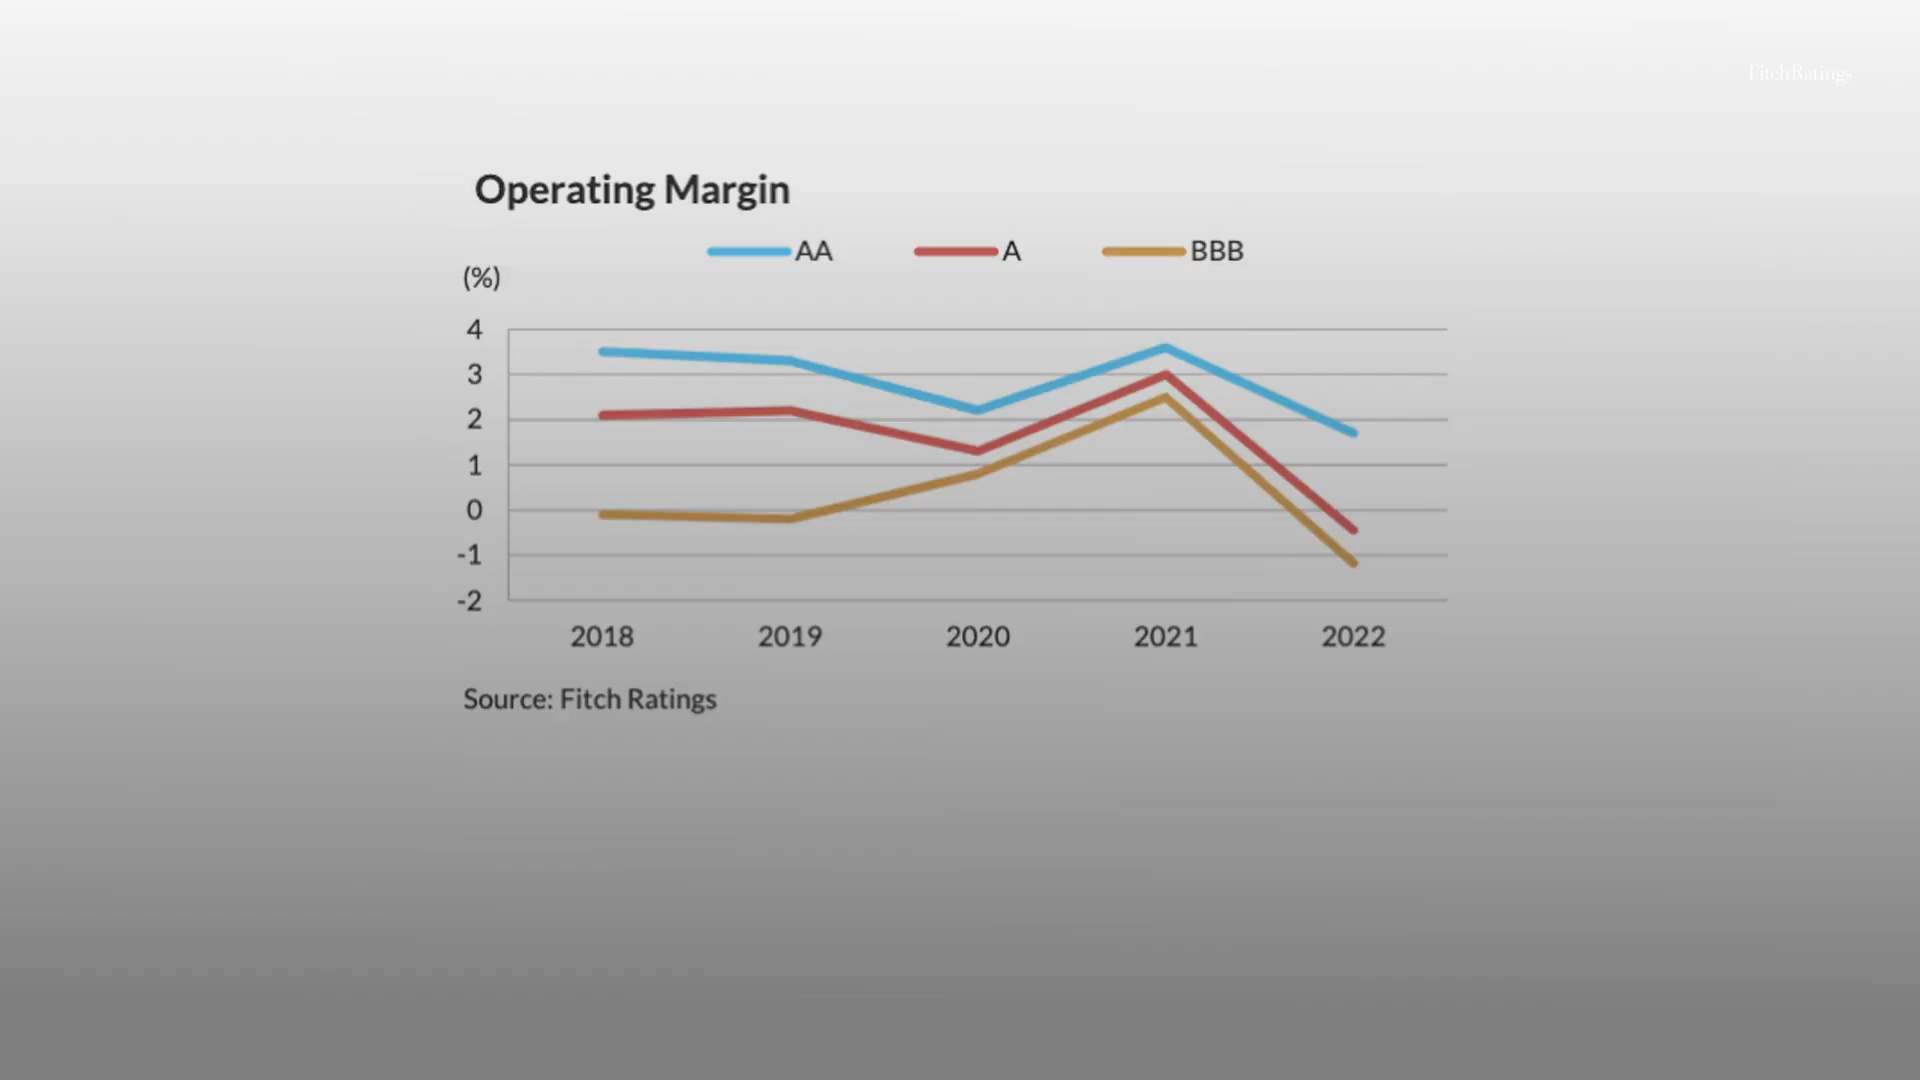 FitchRatings
Operating Margin
AA A BBB
(%)
4
3
2
1
0
-1
-2
2018 2019 2020 2021 2022
Source: Fitch Ratings